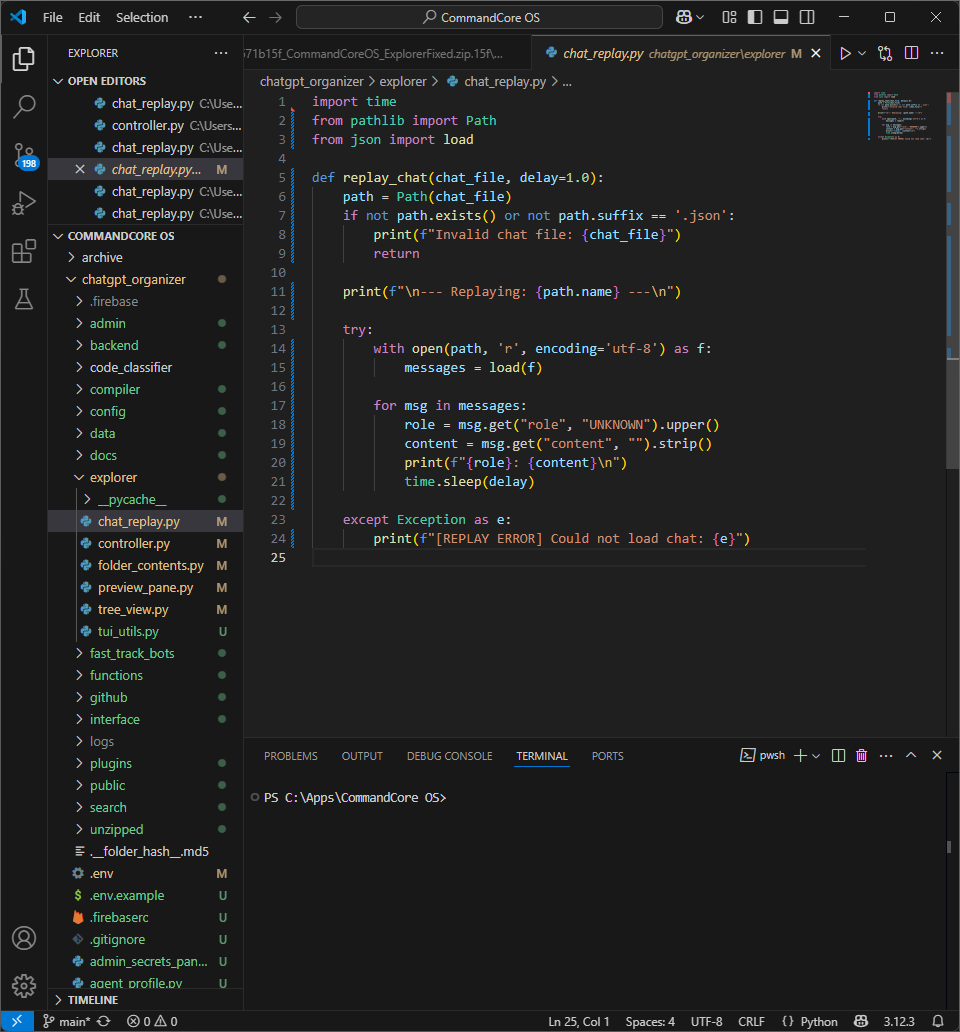 File Edit Selection ··· CommandCore OS
EXPLORER ···
OPEN EDITORS
chat_replay.py C:\Use...
controller.py C:\Users...
chat_replay.py C:\Use...
chat_replay.py... M
chat_replay.py C:\Use...
chat_replay.py C:\Use...
198
COMMANDCORE OS
archive
chatgpt_organizer
.firebase
admin
backend
code_classifier
compiler
config
data
docs
explorer
__pycache__
chat_replay.py M
controller.py M
folder_contents.py M
preview_pane.py M
tree_view.py M
tui_utils.py U
fast_track_bots
functions
github
interface
logs
plugins
public
search
unzipped
.__folder_hash__.md5
.env M
.env.example U
.firebaserc U
.gitignore U
admin_secrets_pan... U
agent_profile.py U
TIMELINE
71b15f_CommandCoreOS_ExplorerFixed.zip.15f\...
chat_replay.py chatgpt_organizer\explorer M
chatgpt_organizer > explorer > chat_replay.py > ...
1 import time
2 from pathlib import Path
3 from json import load
4
5 def replay_chat(chat_file, delay=1.0):
6 path = Path(chat_file)
7 if not path.exists() or not path.suffix == '.json':
8 print(f"Invalid chat file: {chat_file}")
9 return
10
11 print(f"\n--- Replaying: {path.name} ---\n")
12
13 try:
14 with open(path, 'r', encoding='utf-8') as f:
15 messages = load(f)
16
17 for msg in messages:
18 role = msg.get("role", "UNKNOWN").upper()
19 content = msg.get("content", "").strip()
20 print(f"{role}: {content}\n")
21 time.sleep(delay)
22
23 except Exception as e:
24 print(f"[REPLAY ERROR] Could not load chat: {e}")
25
PROBLEMS OUTPUT DEBUG CONSOLE TERMINAL PORTS pwsh
PS C:\Apps\CommandCore OS>
main* 0 0 Ln 25, Col 1 Spaces: 4 UTF-8 CRLF {} Python 3.12.3